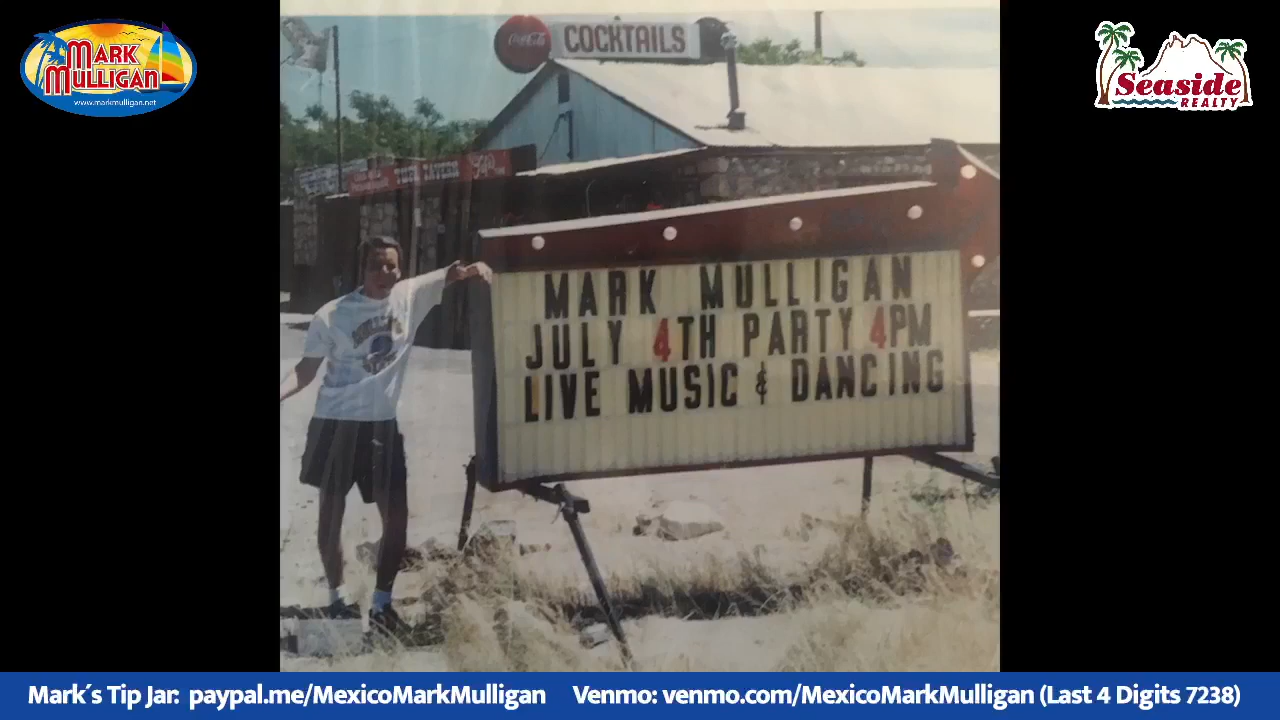 MARK
MULLIGAN
www.markmulligan.net
Seaside
REALTY
Coca-Cola
COCKTAILS
TAVERN
MARK MULLIGAN
JULY 4TH PARTY 4PM
LIVE MUSIC & DANCING
Mark´s Tip Jar: paypal.me/MexicoMarkMulligan Venmo: venmo.com/MexicoMarkMulligan (Last 4 Digits 7238)